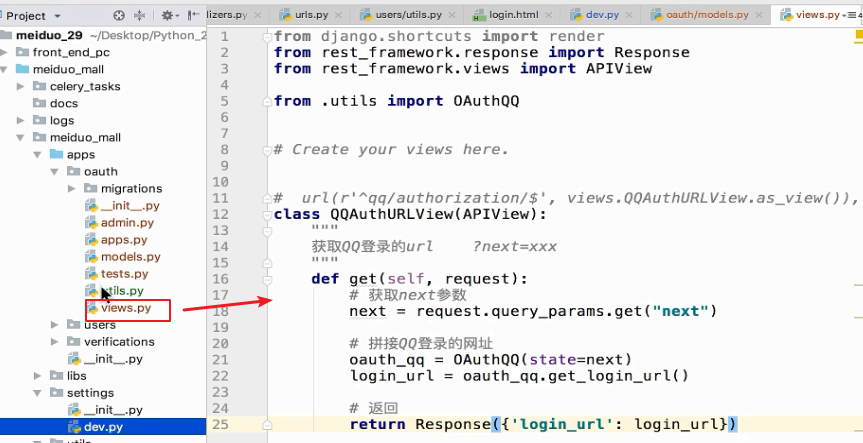 Project
lizers.py
urls.py
users/utils.py
login.html
dev.py
oauth/models.py
views.py
meiduo_29 ~/Desktop/Python_2
front_end_pc
meiduo_mall
celery_tasks
docs
logs
meiduo_mall
apps
oauth
migrations
__init__.py
admin.py
apps.py
models.py
tests.py
utils.py
views.py
users
verifications
__init__.py
libs
settings
__init__.py
dev.py
1 from django.shortcuts import render
2 from rest_framework.response import Response
3 from rest_framework.views import APIView
4
5 from .utils import OAuthQQ
6
7
8 # Create your views here.
9
10
11 # url(r'^qq/authorization/$', views.QQAuthURLView.as_view()),
12 class QQAuthURLView(APIView):
13 """
14 获取QQ登录的url ?next=xxx
15 """
16 def get(self, request):
17 # 获取next参数
18 next = request.query_params.get("next")
19
20 # 拼接QQ登录的网址
21 oauth_qq = OAuthQQ(state=next)
22 login_url = oauth_qq.get_login_url()
23
24 # 返回
25 return Response({'login_url': login_url})